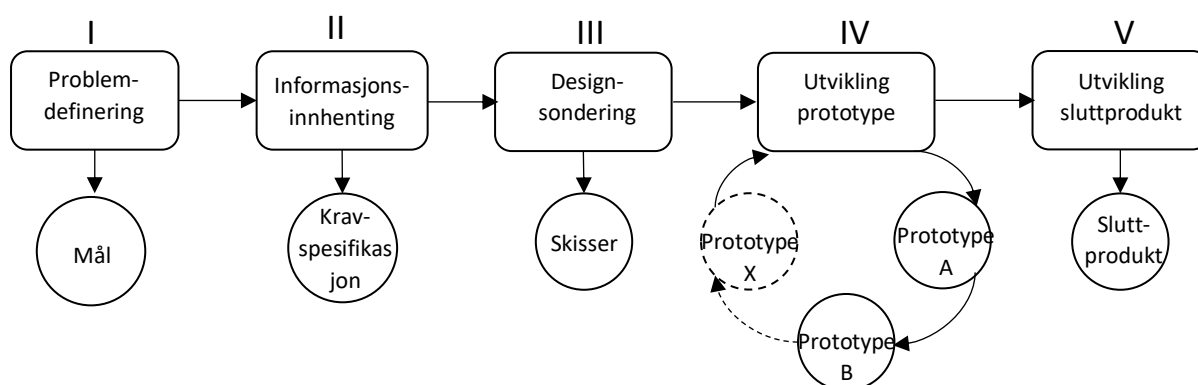 I
II
III
IV
V
Problem-
definering
Informasjons-
innhenting
Design-
sondering
Utvikling
prototype
Utvikling
sluttprodukt
Mål
Krav-
spesifikas
jon
Skisser
Prototype
X
Prototype
A
Prototype
B
Slutt-
produkt